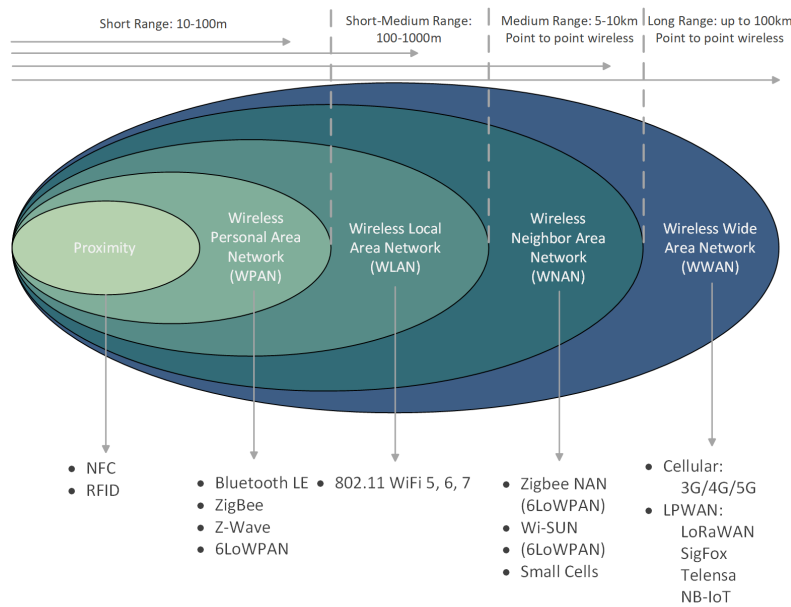 Short Range: 10-100m
Short-Medium Range:
100-1000m
Medium Range: 5-10km
Point to point wireless
Long Range: up to 100km
Point to point wireless
Proximity
Wireless
Personal Area
Network
(WPAN)
Wireless Local
Area Network
(WLAN)
Wireless
Neighbor Area
Network
(WNAN)
Wireless Wide
Area Network
(WWAN)
• NFC
• RFID
• Bluetooth LE
• ZigBee
• Z-Wave
• 6LoWPAN
• 802.11 WiFi 5, 6, 7
• Zigbee NAN
(6LoWPAN)
• Wi-SUN
• (6LoWPAN)
• Small Cells
• Cellular:
3G/4G/5G
• LPWAN:
LoRaWAN
SigFox
Telensa
NB-IoT